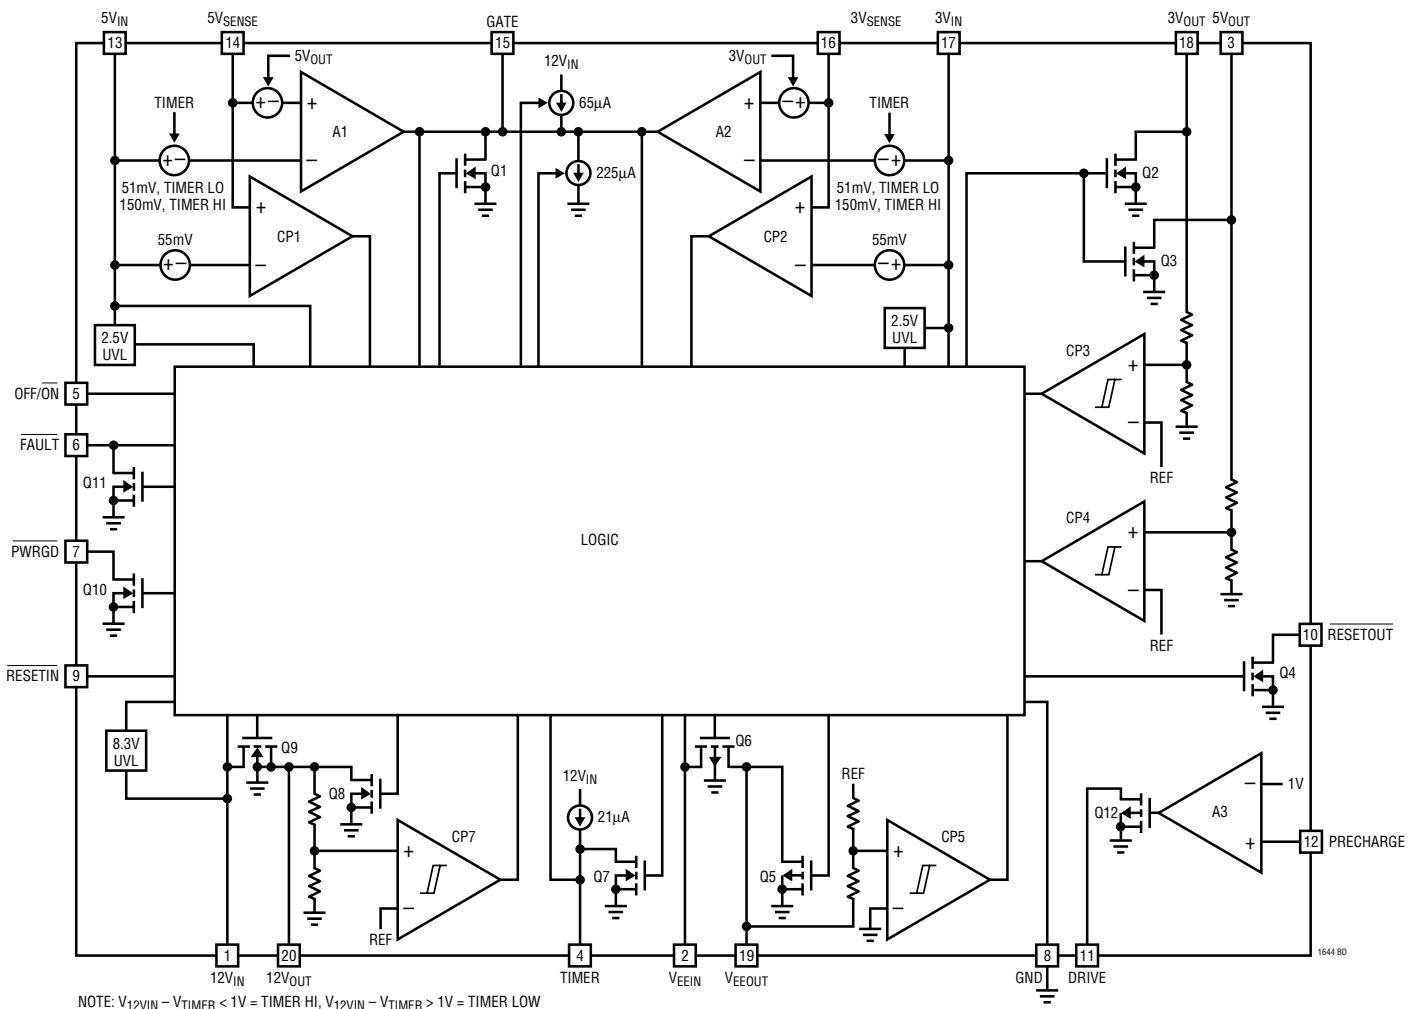 5VIN
5VSENSE
GATE
3VSENSE
3VIN
3VOUT
5VOUT
13
14
15
16
17
18
3
5VOUT
12VIN
3VOUT
TIMER
65µA
TIMER
A1
A2
Q1
225µA
Q2
51mV, TIMER LO
150mV, TIMER HI
51mV, TIMER LO
150mV, TIMER HI
CP1
CP2
55mV
55mV
Q3
2.5V
UVL
2.5V
UVL
CP3
REF
OFF/ON
5
FAULT
6
Q11
PWRGD
7
Q10
LOGIC
CP4
REF
RESETIN
9
10
RESETOUT
Q4
8.3V
UVL
Q9
Q8
CP7
REF
12VIN
21µA
Q7
Q6
Q5
REF
CP5
1V
A3
Q12
12
PRECHARGE
1
20
4
2
19
8
11
12VIN
12VOUT
TIMER
VEEIN
VEEOUT
GND
DRIVE
1644 BD
NOTE: V12VIN – VTIMER < 1V = TIMER HI, V12VIN – VTIMER > 1V = TIMER LOW